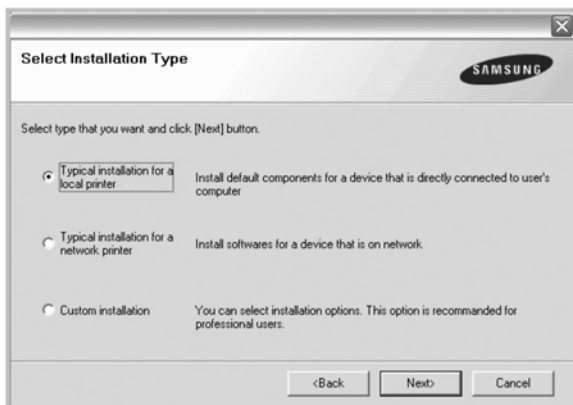 Select Installation Type
SAMSUNG
Select type that you want and click [Next] button.
Typical installation for a
local printer
Install default components for a device that is directly connected to user's
computer
Typical installation for a
network printer
Install softwares for a device that is on network
Custom installation
You can select installation options. This option is recommanded for
professional users.
<Back
Next>
Cancel